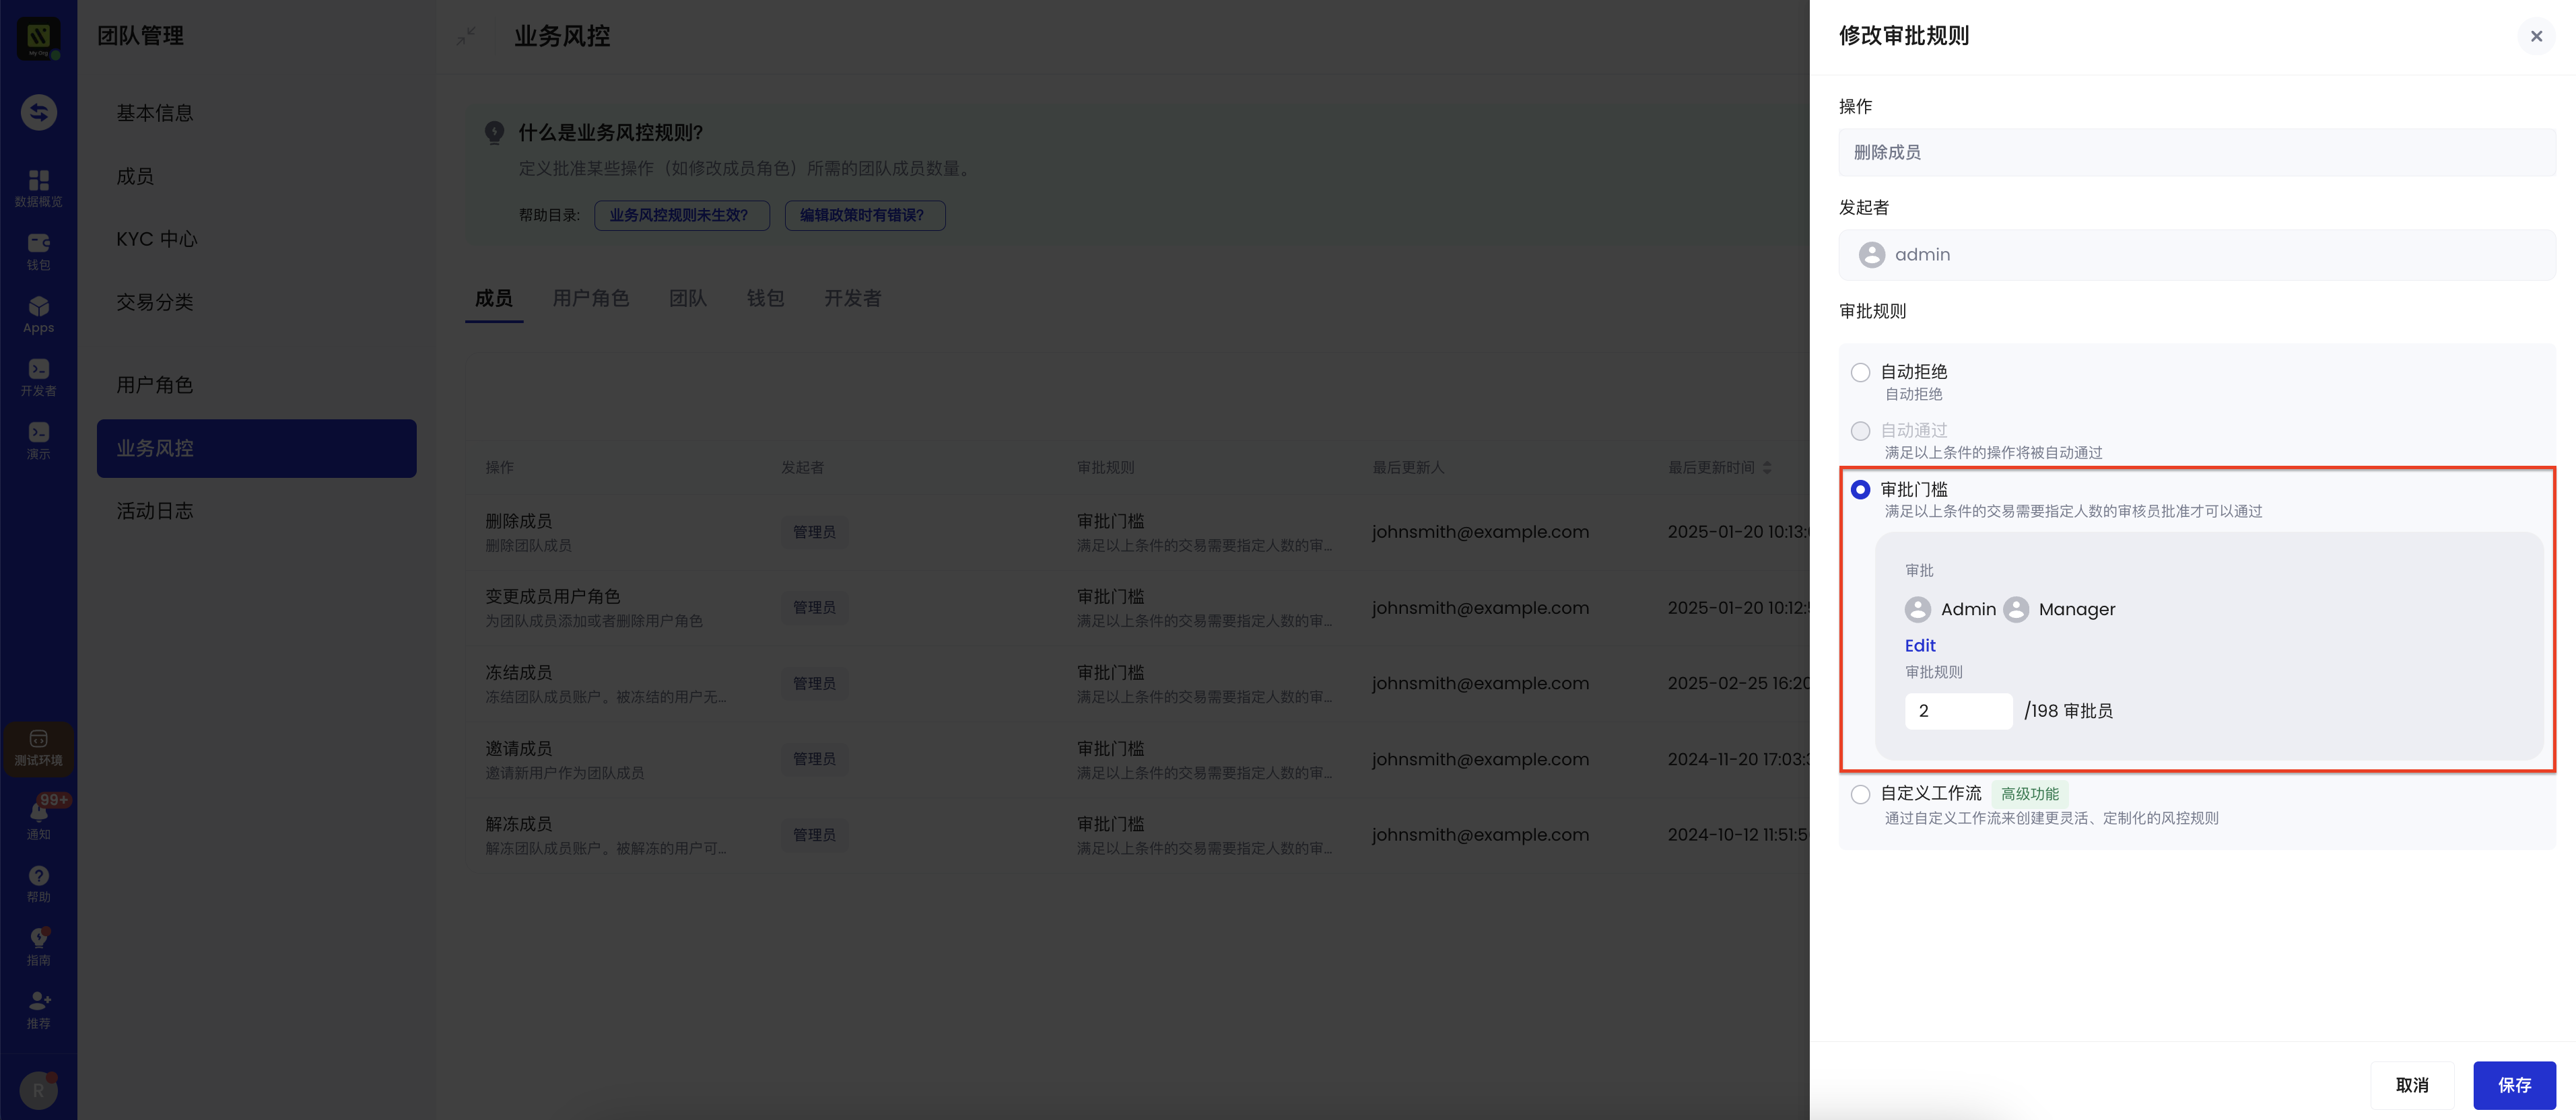 My Org
数据概览
钱包
Apps
开发者
演示
测试环境
99+
通知
帮助
指南
推荐
R
团队管理
基本信息
成员
KYC 中心
交易分类
用户角色
业务风控
活动日志
业务风控
什么是业务风控规则?
定义批准某些操作（如修改成员角色）所需的团队成员数量。
帮助目录:
业务风控规则未生效?
编辑政策时有错误?
成员
用户角色
团队
钱包
开发者
操作
发起者
审批规则
最后更新人
最后更新时间
删除成员
删除团队成员
管理员
审批门槛
满足以上条件的交易需要指定人数的审...
johnsmith@example.com
2025-01-20 10:13:
变更成员用户角色
为团队成员添加或者删除用户角色
管理员
审批门槛
满足以上条件的交易需要指定人数的审...
johnsmith@example.com
2025-01-20 10:12:
冻结成员
冻结团队成员账户。被冻结的用户无...
管理员
审批门槛
满足以上条件的交易需要指定人数的审...
johnsmith@example.com
2025-02-25 16:20
邀请成员
邀请新用户作为团队成员
管理员
审批门槛
满足以上条件的交易需要指定人数的审...
johnsmith@example.com
2024-11-20 17:03:
解冻成员
解冻团队成员账户。被解冻的用户可...
管理员
审批门槛
满足以上条件的交易需要指定人数的审...
johnsmith@example.com
2024-10-12 11:51:5
修改审批规则
操作
删除成员
发起者
admin
审批规则
自动拒绝
自动拒绝
自动通过
满足以上条件的操作将被自动通过
审批门槛
满足以上条件的交易需要指定人数的审核员批准才可以通过
审批
Admin Manager
Edit
审批规则
2 /198 审批员
自定义工作流 高级功能
通过自定义工作流来创建更灵活、定制化的风控规则
取消
保存